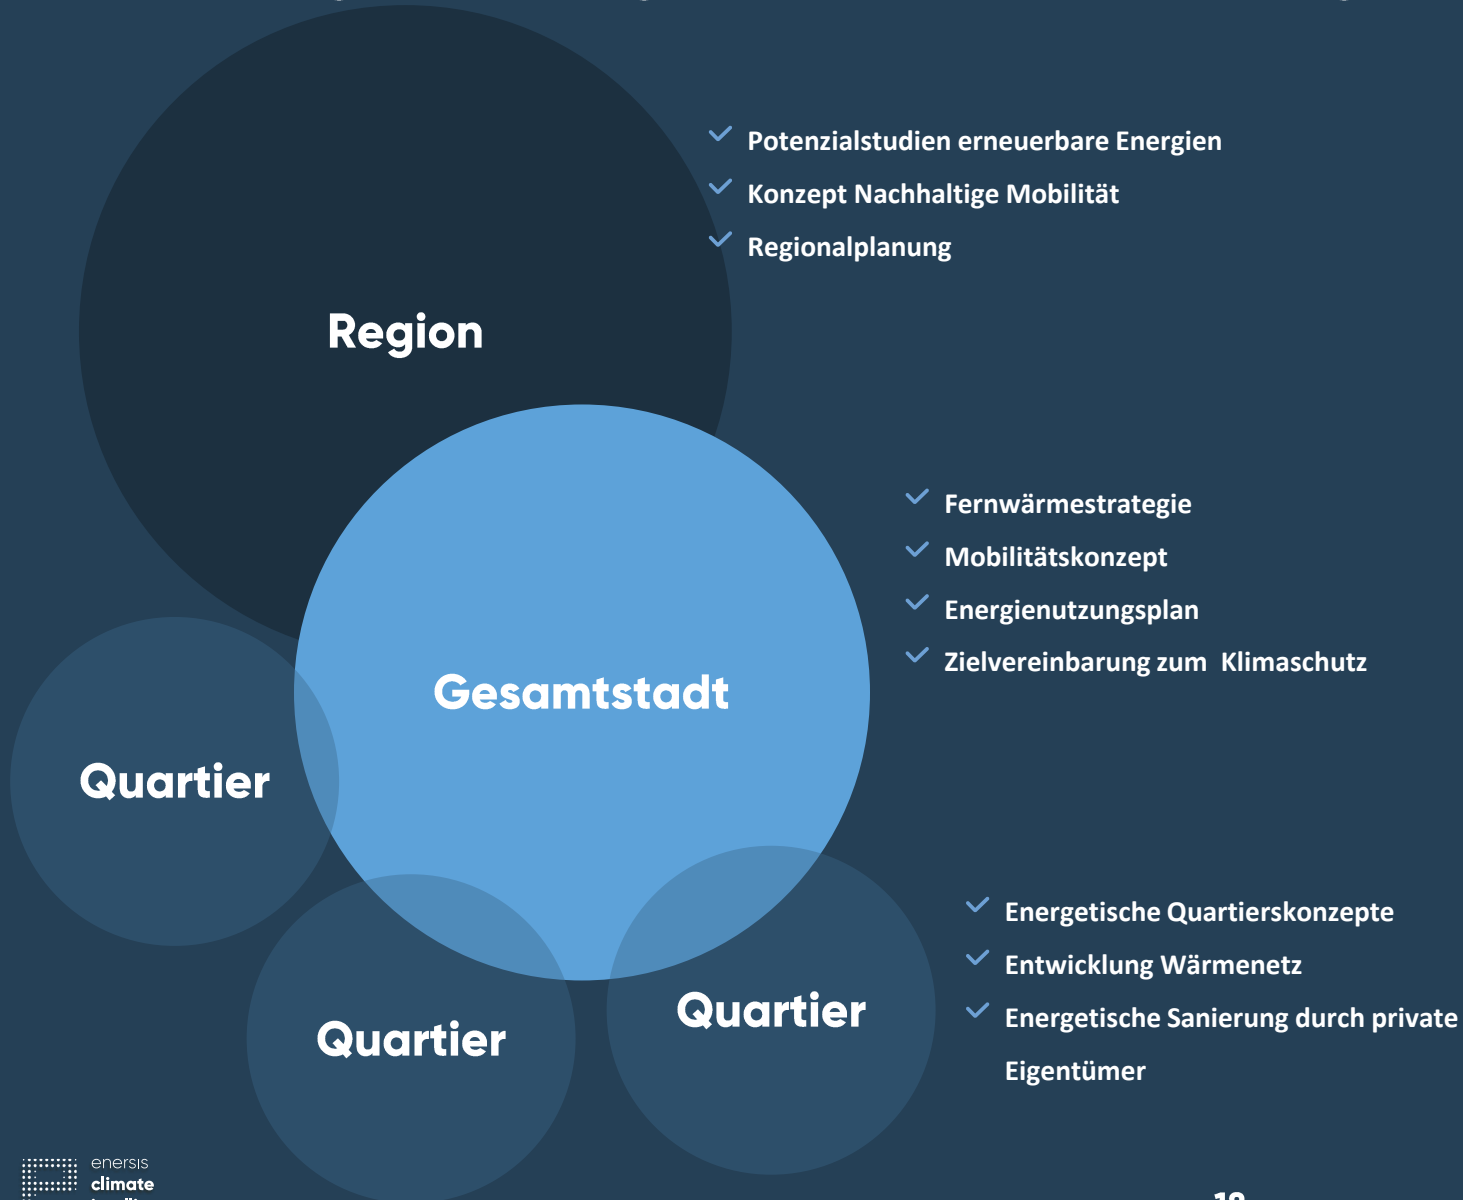 Potenzialstudien erneuerbare Energien
Konzept Nachhaltige Mobilität
Regionalplanung
Region
Fernwärmestrategie
Mobilitätskonzept
Energienutzungsplan
Zielvereinbarung zum  Klimaschutz
Gesamtstadt
Quartier
Energetische Quartierskonzepte
Entwicklung Wärmenetz
Energetische Sanierung durch private
Eigentümer
Quartier
Quartier
enersis
climate